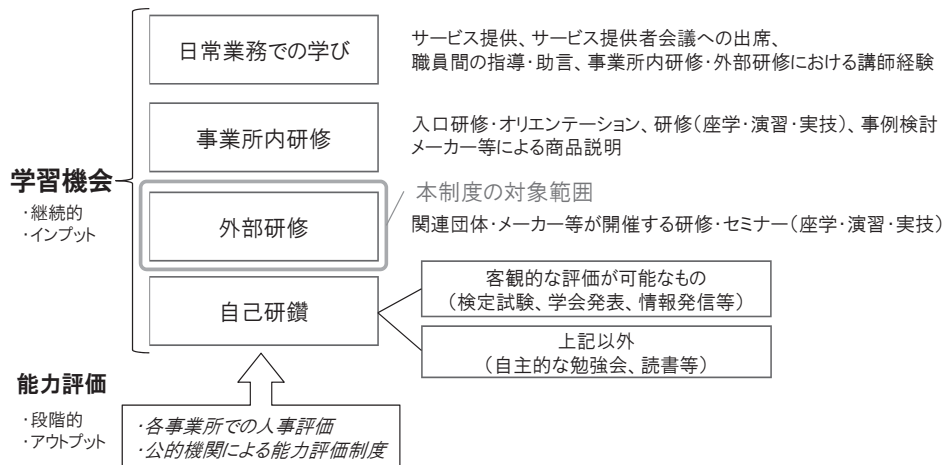 日常業務での学び
サービス提供、サービス提供者会議への出席、
職員間の指導・助言、事業所内研修・外部研修における講師経験
事業所内研修
入口研修・オリエンテーション、研修(座学・演習・実技)、事例検討
メーカー等による商品説明
学習機会
・継続的
・インプット
本制度の対象範囲
外部研修
関連団体・メーカー等が開催する研修・セミナー(座学・演習・実技)
自己研鑽
客観的な評価が可能なもの
(検定試験、学会発表、情報発信等)
上記以外
(自主的な勉強会、読書等)
能力評価
・段階的
・アウトプット
・各事業所での人事評価
・公的機関による能力評価制度